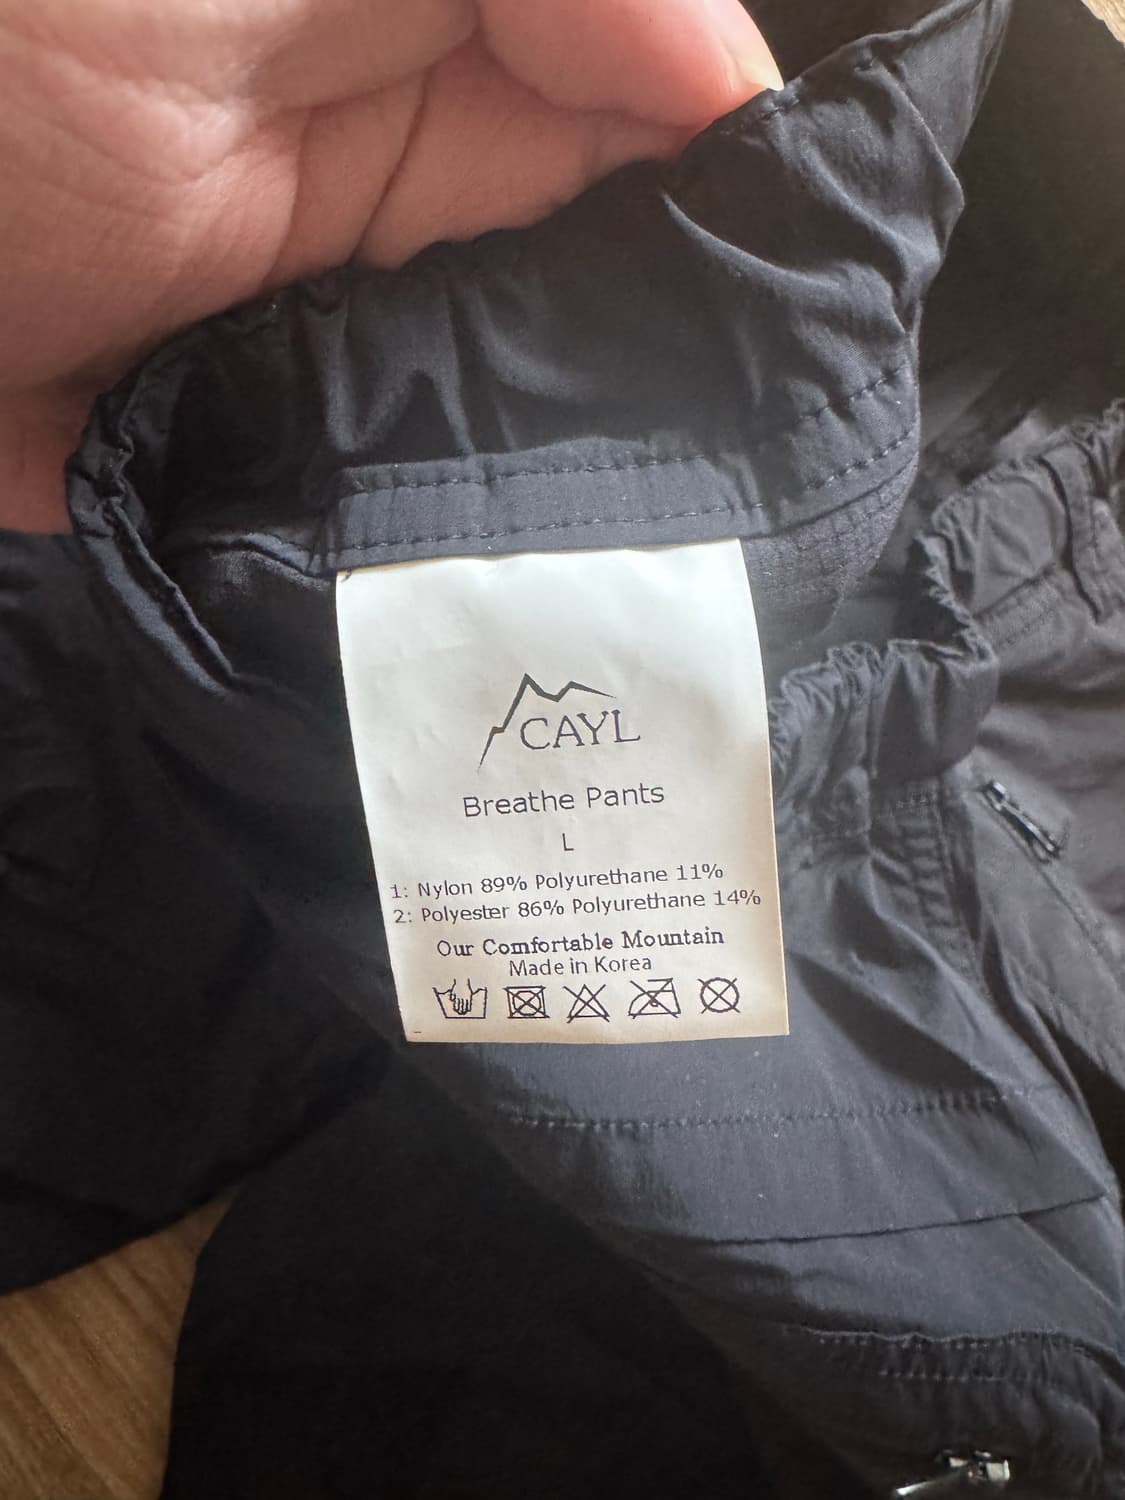 CAYL
Breathe Pants
L
1: Nylon 89% Polyurethane 11%
2: Polyester 86% Polyurethane 14%
Our Comfortable Mountain
Made in Korea